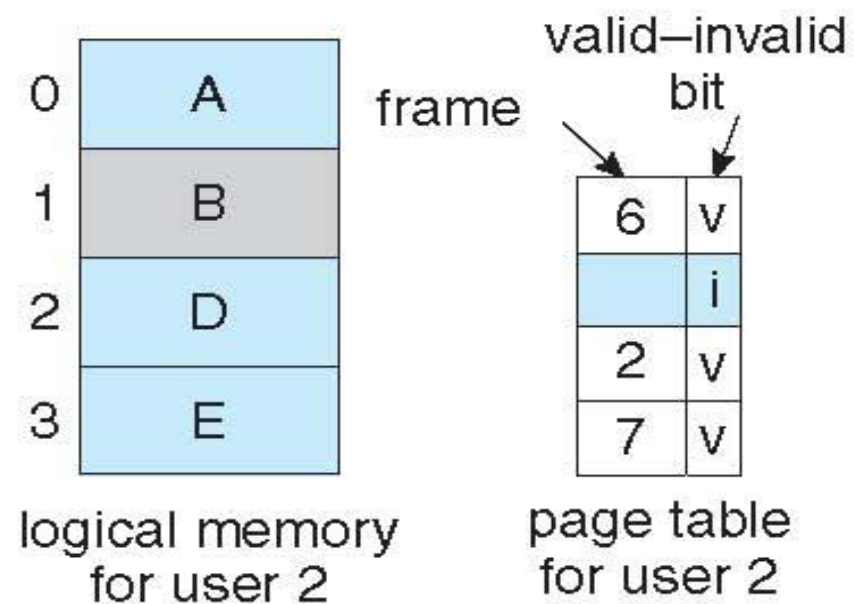 0 A
1 B
2 D
3 E
logical memory
for user 2
frame
valid–invalid
bit
6 v
i
2 v
7 v
page table
for user 2